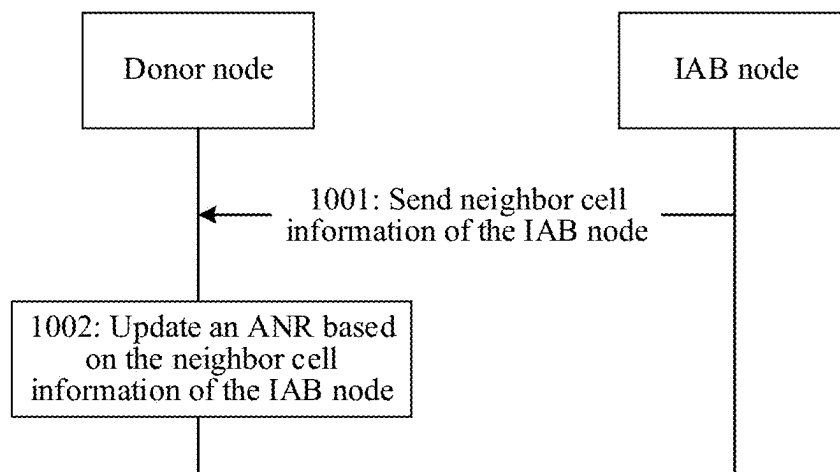 Donor node
IAB node
1001: Send neighbor cell
information of the IAB node
1002: Update an ANR based
on the neighbor cell
information of the IAB node